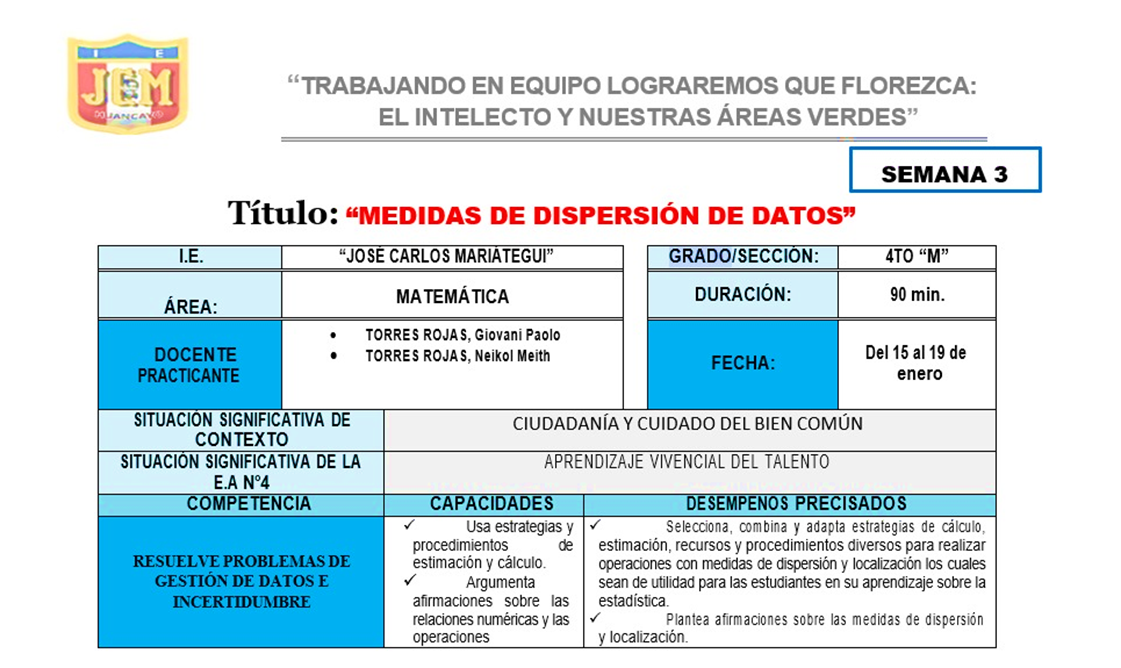 I E
JCM
“TRABAJANDO EN EQUIPO LOGRAREMOS QUE FLOREZCA:
EL INTELECTO Y NUESTRAS ÁREAS VERDES”
SEMANA 3
Título: “MEDIDAS DE DISPERSIÓN DE DATOS”
I.E. “JOSÉ CARLOS MARIÁTEGUI” GRADO/SECCIÓN: 4TO “M”
ÁREA: MATEMÁTICA DURACIÓN: 90 min.
DOCENTE
PRACTICANTE
• TORRES ROJAS, Giovani Paolo
• TORRES ROJAS, Neikol Meith
FECHA:
Del 15 al 19 de
enero
SITUACIÓN SIGNIFICATIVA DE
CONTEXTO
CIUDADANÍA Y CUIDADO DEL BIEN COMÚN
SITUACIÓN SIGNIFICATIVA DE LA
E.A N°4
APRENDIZAJE VIVENCIAL DEL TALENTO
COMPETENCIA CAPACIDADES DESEMPENOS PRECISADOS
RESUELVE PROBLEMAS DE
GESTIÓN DE DATOS E
INCERTIDUMBRE
✓ Usa estrategias y
procedimientos de
estimación y cálculo.
✓ Argumenta
afirmaciones sobre las
relaciones numéricas y las
operaciones
✓ Selecciona, combina y adapta estrategias de cálculo,
estimación, recursos y procedimientos diversos para realizar
operaciones con medidas de dispersión y localización los cuales
sean de utilidad para las estudiantes en su aprendizaje sobre la
estadística.
✓ Plantea afirmaciones sobre las medidas de dispersión
y localización.